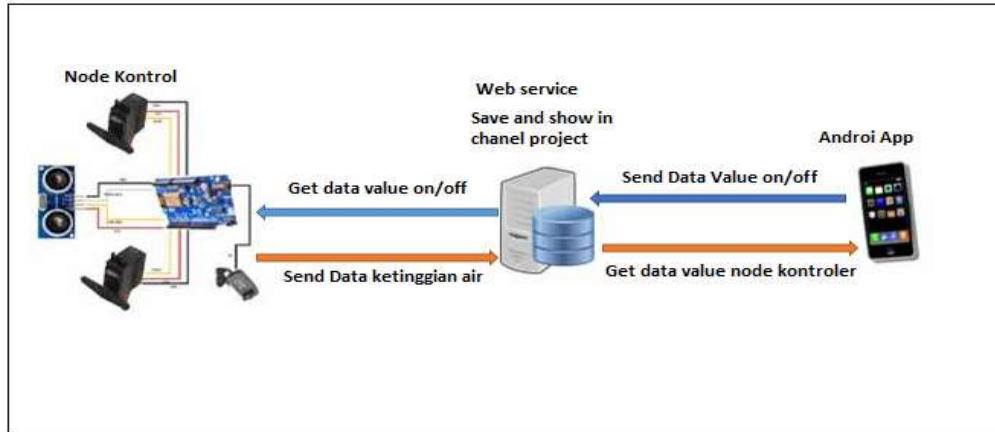 Node Kontrol
Web service
Save and show in
chanel project
Androi App
Get data value on/off
Send Data Value on/off
Send Data ketinggian air
Get data value node kontroler